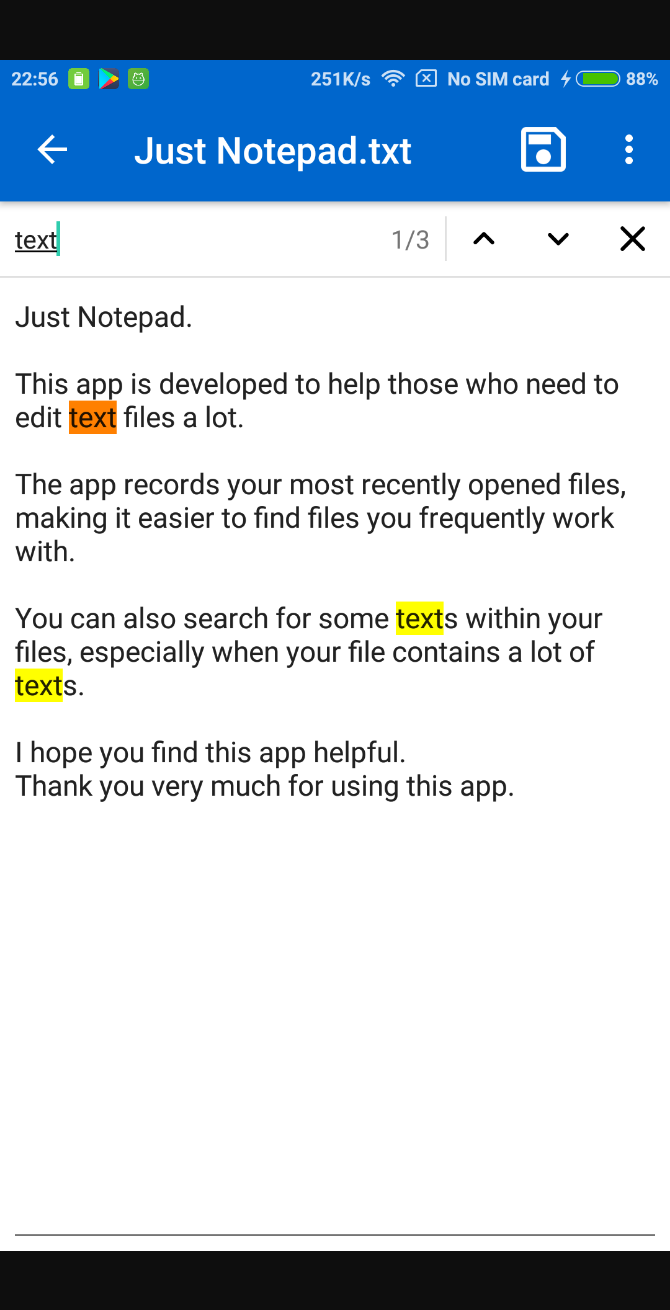 22:56 251K/s No SIM card 88%
Just Notepad.txt
text 1/3
Just Notepad.
This app is developed to help those who need to
edit text files a lot.
The app records your most recently opened files,
making it easier to find files you frequently work
with.
You can also search for some texts within your
files, especially when your file contains a lot of
texts.
I hope you find this app helpful.
Thank you very much for using this app.